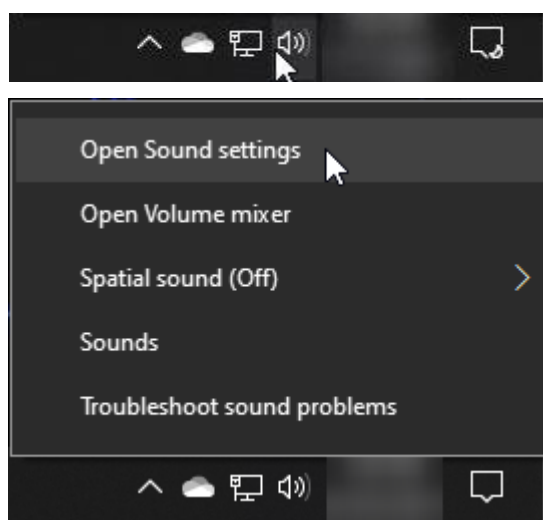 Open Sound settings
Open Volume mixer
Spatial sound (Off)
Sounds
Troubleshoot sound problems